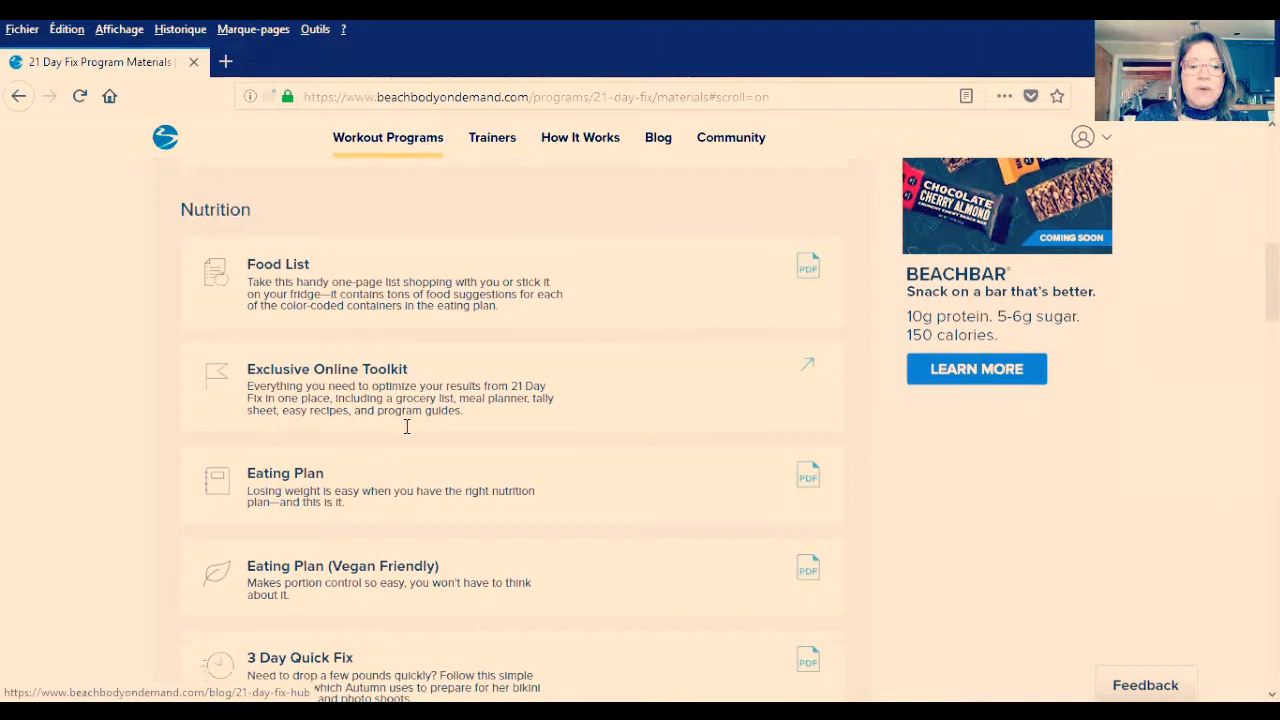 Fichier Édition Affichage Historique Marque-pages Outils ?
21 Day Fix Program Materials
https://www.beachbodyondemand.com/programs/21-day-fix/materials#scroll=on
Workout Programs Trainers How It Works Blog Community
Nutrition
Food List
Take this handy one-page list shopping with you or stick it
on your fridge—it contains tons of food suggestions for each
of the color-coded containers in the eating plan.
PDF
Exclusive Online Toolkit
Everything you need to optimize your results from 21 Day
Fix in one place, including a grocery list, meal planner, tally
sheet, easy recipes, and program guides.
Eating Plan
Losing weight is easy when you have the right nutrition
plan—and this is it.
PDF
Eating Plan (Vegan Friendly)
Makes portion control so easy, you won't have to think
about it.
PDF
3 Day Quick Fix
Need to drop a few pounds quickly? Follow this simple
which Autumn uses to prepare for her bikini
and photo shoots.
PDF
https://www.beachbodyondemand.com/blog/21-day-fix-hub
CHOCOLATE
CHERRY ALMOND
COMING SOON
BEACHBAR®
Snack on a bar that's better.
10g protein. 5-6g sugar.
150 calories.
LEARN MORE
Feedback